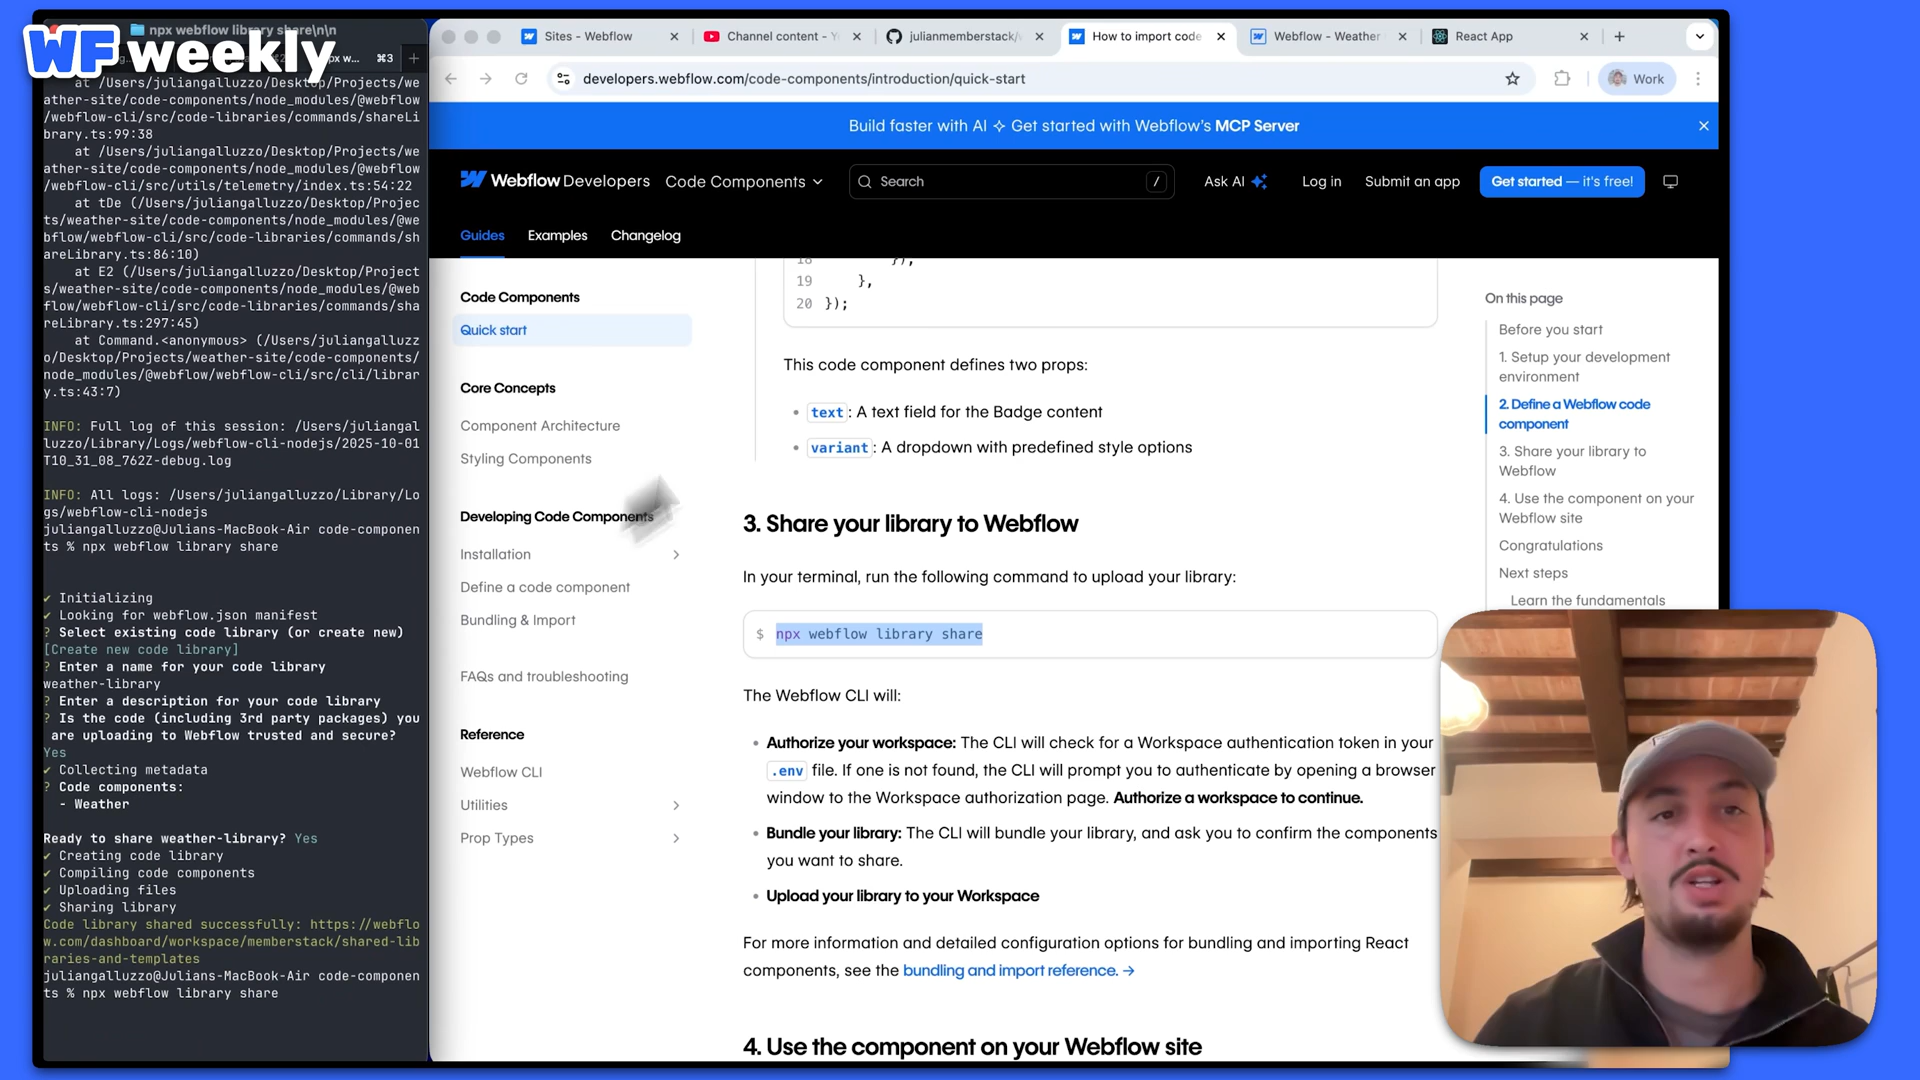 WF weekly
npx webflow library share\n\n
⌘3
at /Users/juliangalluzzo/Desktop/Projects/we
ather-site/code-components/node_modules/@webflow
/webflow-cli/src/code-libraries/commands/shareLi
brary.ts:99:38
at /Users/juliangalluzzo/Desktop/Projects/we
ather-site/code-components/node_modules/@webflow
/webflow-cli/src/utils/telemetry/index.ts:54:22
at tDe (/Users/juliangalluzzo/Desktop/Projec
ts/weather-site/code-components/node_modules/@we
bflow/webflow-cli/src/code-libraries/commands/sh
areLibrary.ts:86:10)
at E2 (/Users/juliangalluzzo/Desktop/Project
s/weather-site/code-components/node_modules/@web
flow/webflow-cli/src/code-libraries/commands/sha
reLibrary.ts:297:45)
at Command.<anonymous> (/Users/juliangalluzz
o/Desktop/Projects/weather-site/code-components/
node_modules/@webflow/webflow-cli/src/cli/librar
y.ts:43:7)
INFO: Full log of this session: /Users/juliangal
luzzo/Library/Logs/webflow-cli-nodejs/2025-10-01
T10_31_08_762Z-debug.log
INFO: All logs: /Users/juliangalluzzo/Library/Lo
gs/webflow-cli-nodejs
juliangalluzzo@Julians-MacBook-Air code-componen
ts % npx webflow library share
✔ Initializing
✔ Looking for webflow.json manifest
? Select existing code library (or create new)
[Create new code library]
? Enter a name for your code library
weather-library
? Enter a description for your code library
? Is the code (including 3rd party packages) you
are uploading to Webflow trusted and secure?
Yes
✔ Collecting metadata
? Code components:
- Weather
Ready to share weather-library? Yes
✔ Creating code library
✔ Compiling code components
✔ Uploading files
✔ Sharing library
Code library shared successfully: https://webflo
w.com/dashboard/workspace/memberstack/shared-lib
raries-and-templates
juliangalluzzo@Julians-MacBook-Air code-componen
ts % npx webflow library share
Sites - Webflow
Channel content - Y
julianmemberstack/
How to import code
Webflow - Weather
React App
developers.webflow.com/code-components/introduction/quick-start
Work
Build faster with AI ✧ Get started with Webflow's MCP Server
Webflow Developers
Code Components
Search
/
Ask AI
Log in
Submit an app
Get started — it's free!
Guides
Examples
Changelog
Code Components
Quick start
Core Concepts
Component Architecture
Styling Components
Developing Code Components
Installation
Define a code component
Bundling & Import
FAQs and troubleshooting
Reference
Webflow CLI
Utilities
Prop Types
18 });
19 },
20 });
This code component defines two props:
• text: A text field for the Badge content
• variant: A dropdown with predefined style options
3. Share your library to Webflow
In your terminal, run the following command to upload your library:
$ npx webflow library share
The Webflow CLI will:
• Authorize your workspace: The CLI will check for a Workspace authentication token in your
.env file. If one is not found, the CLI will prompt you to authenticate by opening a browser
window to the Workspace authorization page. Authorize a workspace to continue.
• Bundle your library: The CLI will bundle your library, and ask you to confirm the components
you want to share.
• Upload your library to your Workspace
For more information and detailed configuration options for bundling and importing React
components, see the bundling and import reference. →
4. Use the component on your Webflow site
On this page
Before you start
1. Setup your development
environment
2. Define a Webflow code
component
3. Share your library to
Webflow
4. Use the component on your
Webflow site
Congratulations
Next steps
Learn the fundamentals